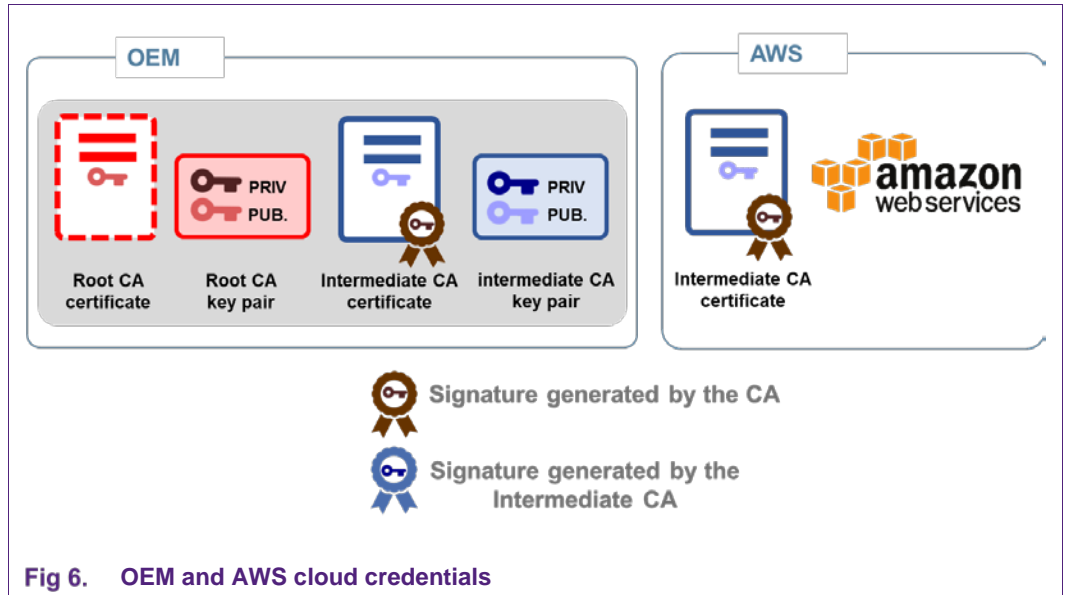 OEM
AWS
PRIV
PUB.
PRIV
PUB.
amazon
web services
Root CA
certificate
Root CA
key pair
Intermediate CA
certificate
intermediate CA
key pair
Intermediate CA
certificate
Signature generated by the CA
Signature generated by the
Intermediate CA
Fig 6. OEM and AWS cloud credentials